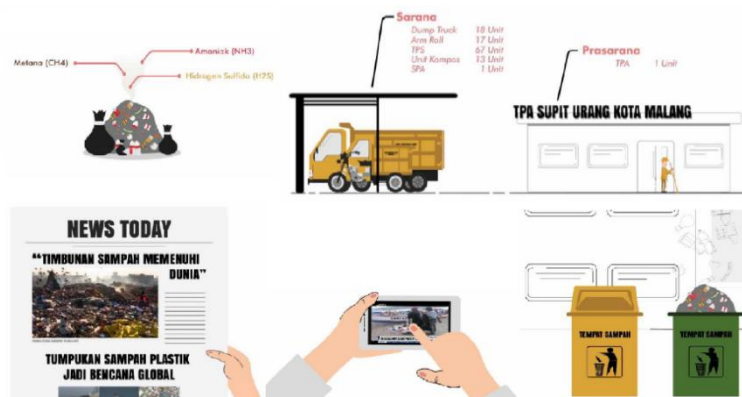 Metana (CH4)
Amoniak (NH3)
Hidrogen Sulfida (H2S)
Sarana
Dump Truck 18 Unit
Arm Roll 17 Unit
TPS 67 Unit
Unit Kompos 13 Unit
SPA 1 Unit
Prasarana
TPA 1 Unit
TPA SUPIT URANG KOTA MALANG
NEWS TODAY
“TIMBUNAN SAMPAH MEMENUHI
DUNIA”
TUMPUKAN SAMPAH PLASTIK
JADI BENCANA GLOBAL
TEMPAT SAMPAH
TEMPAT SAMPAH